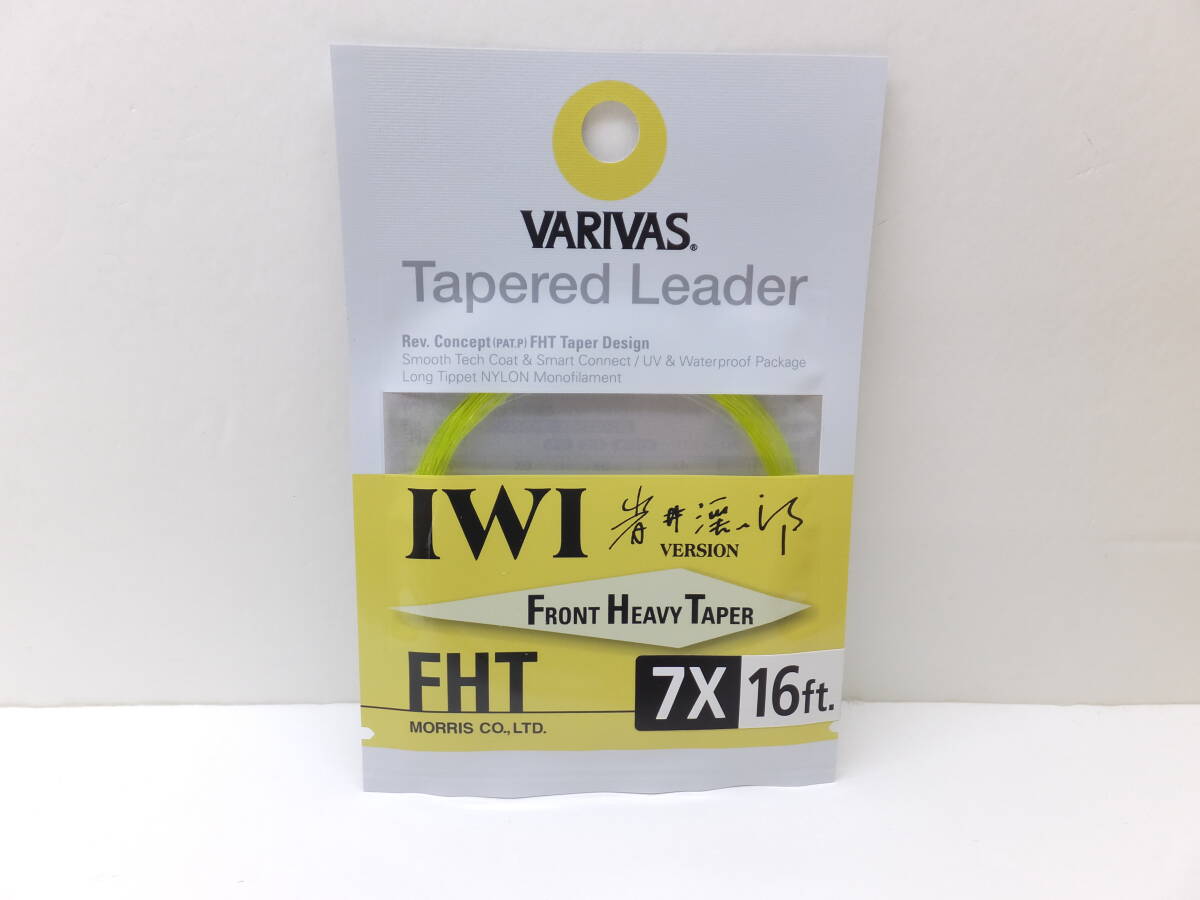 VARIVAS®
Tapered Leader
Rev. Concept (PAT.P) FHT Taper Design
Smooth Tech Coat & Smart Connect / UV & Waterproof Package
Long Tippet NYLON Monofilament
IWI 岩井渓一郎
VERSION
FRONT HEAVY TAPER
FHT 7X 16ft.
MORRIS CO.,LTD.